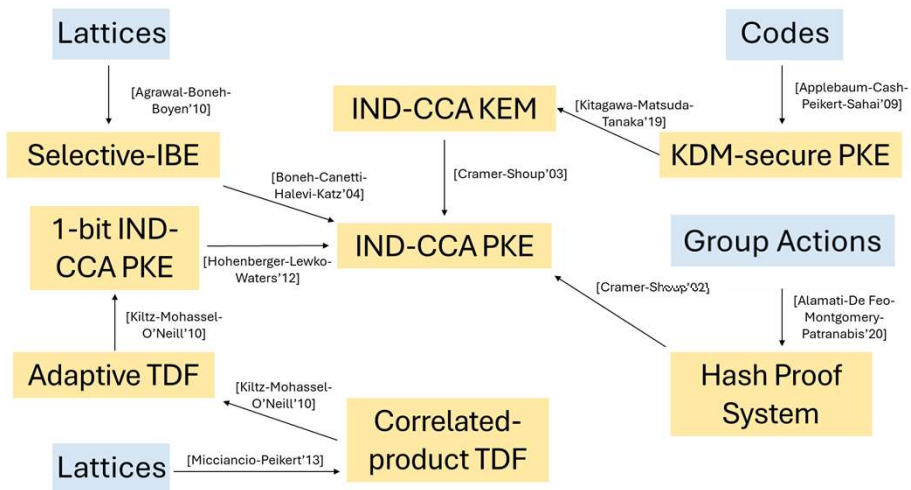 Lattices
Codes
[Agrawal-Boneh-
Boyen'10]
[Applebaum-Cash-
Peikert-Sahai'09]
IND-CCA KEM
[Kitagawa-Matsuda-
Tanaka'19]
Selective-IBE
KDM-secure PKE
[Boneh-Canetti-
Halevi-Katz'04]
[Cramer-Shoup'03]
1-bit IND-
CCA PKE
[Hohenberger-Lewko-
Waters'12]
IND-CCA PKE
Group Actions
[Cramer-Shoup'02]
[Alamati-De Feo-
Montgomery-
Patranabis'20]
[Kiltz-Mohassel-
O'Neill'10]
Adaptive TDF
[Kiltz-Mohassel-
O'Neill'10]
Hash Proof
System
Correlated-
product TDF
Lattices
[Micciancio-Peikert'13]